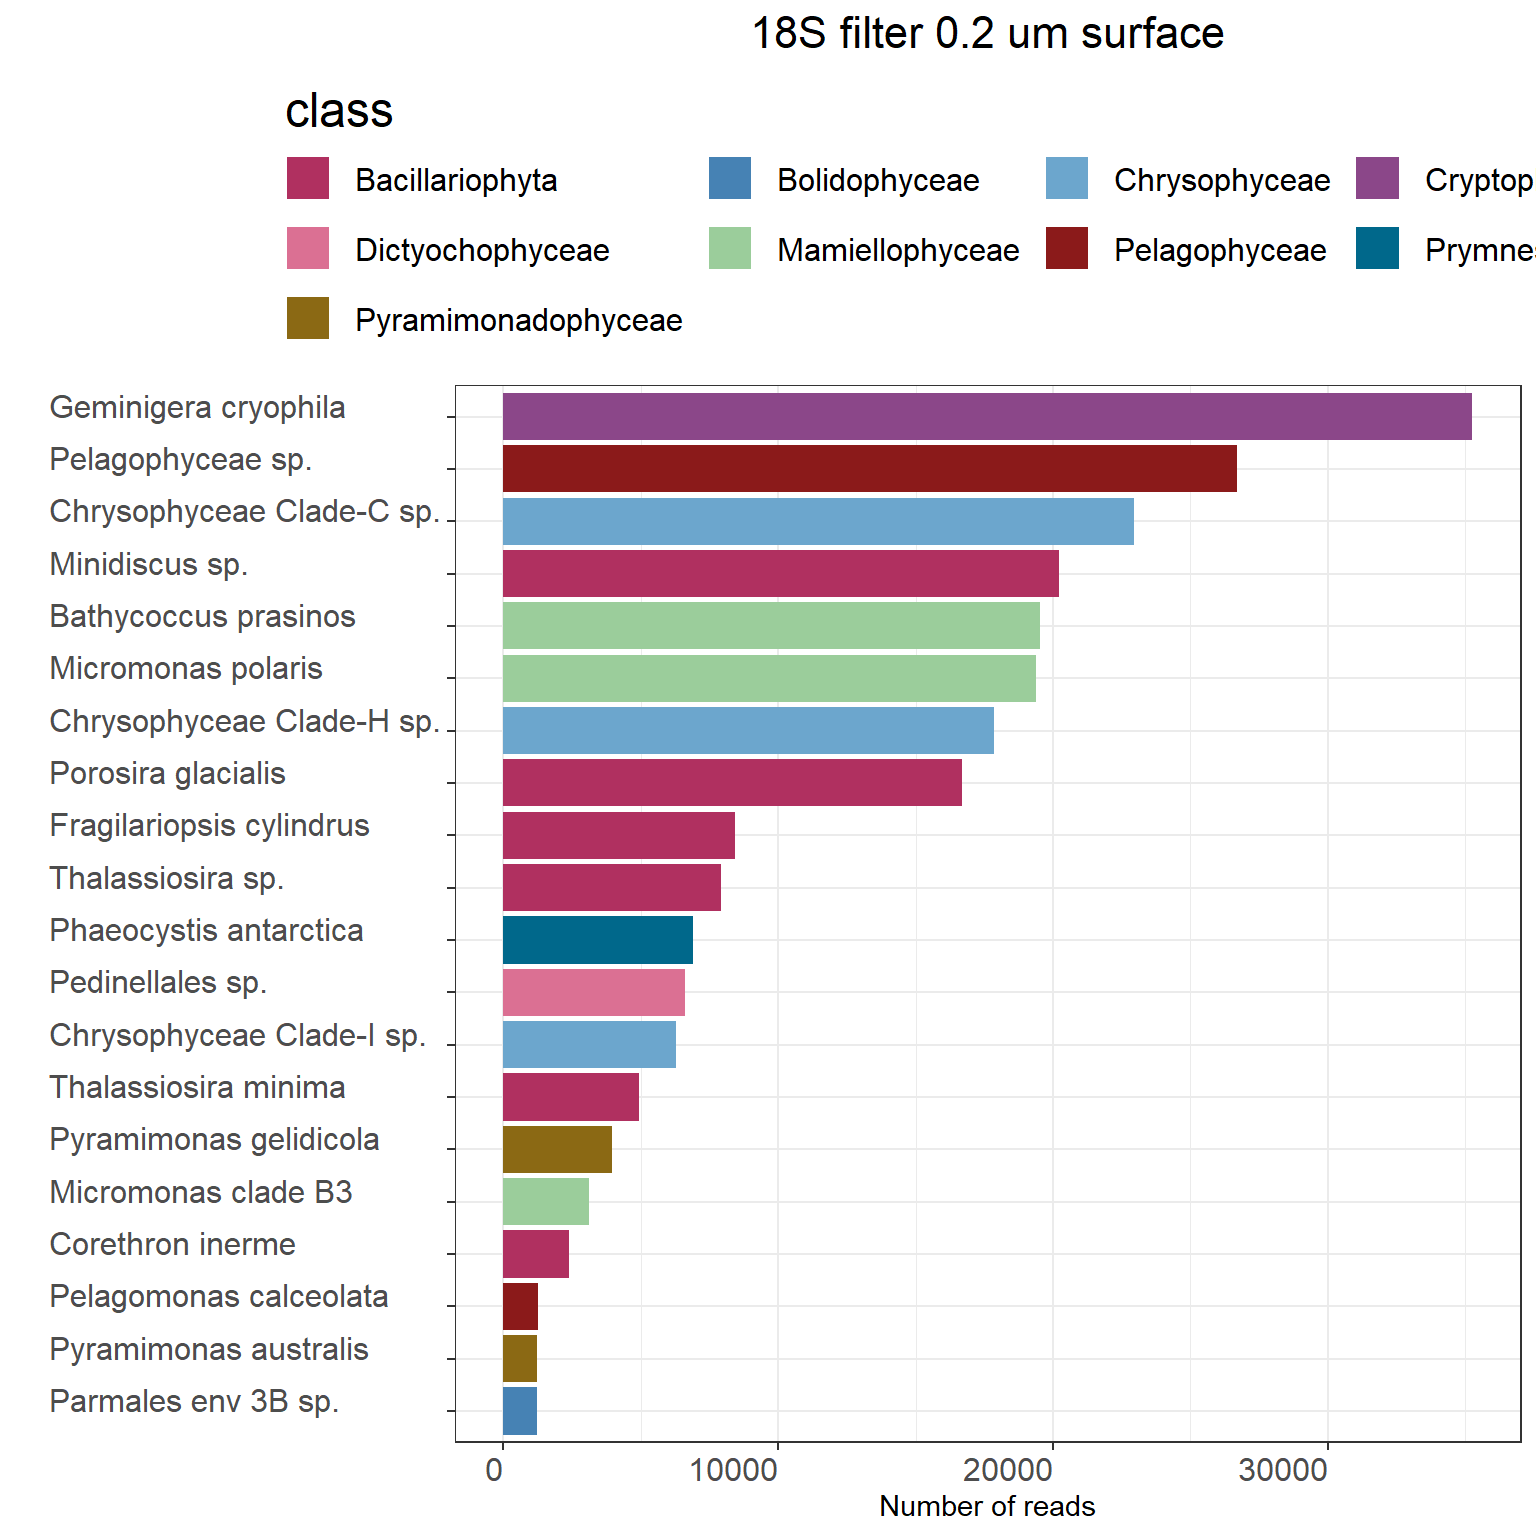 18S filter 0.2 um surface
class
Bacillariophyta Bolidophyceae Chrysophyceae Cryptop
Dictyochophyceae Mamiellophyceae Pelagophyceae Prymnes
Pyramimonadophyceae
Geminigera cryophila
Pelagophyceae sp.
Chrysophyceae Clade-C sp.
Minidiscus sp.
Bathycoccus prasinos
Micromonas polaris
Chrysophyceae Clade-H sp.
Porosira glacialis
Fragilariopsis cylindrus
Thalassiosira sp.
Phaeocystis antarctica
Pedinellales sp.
Chrysophyceae Clade-I sp.
Thalassiosira minima
Pyramimonas gelidicola
Micromonas clade B3
Corethron inerme
Pelagomonas calceolata
Pyramimonas australis
Parmales env 3B sp.
0 10000 20000 30000
Number of reads